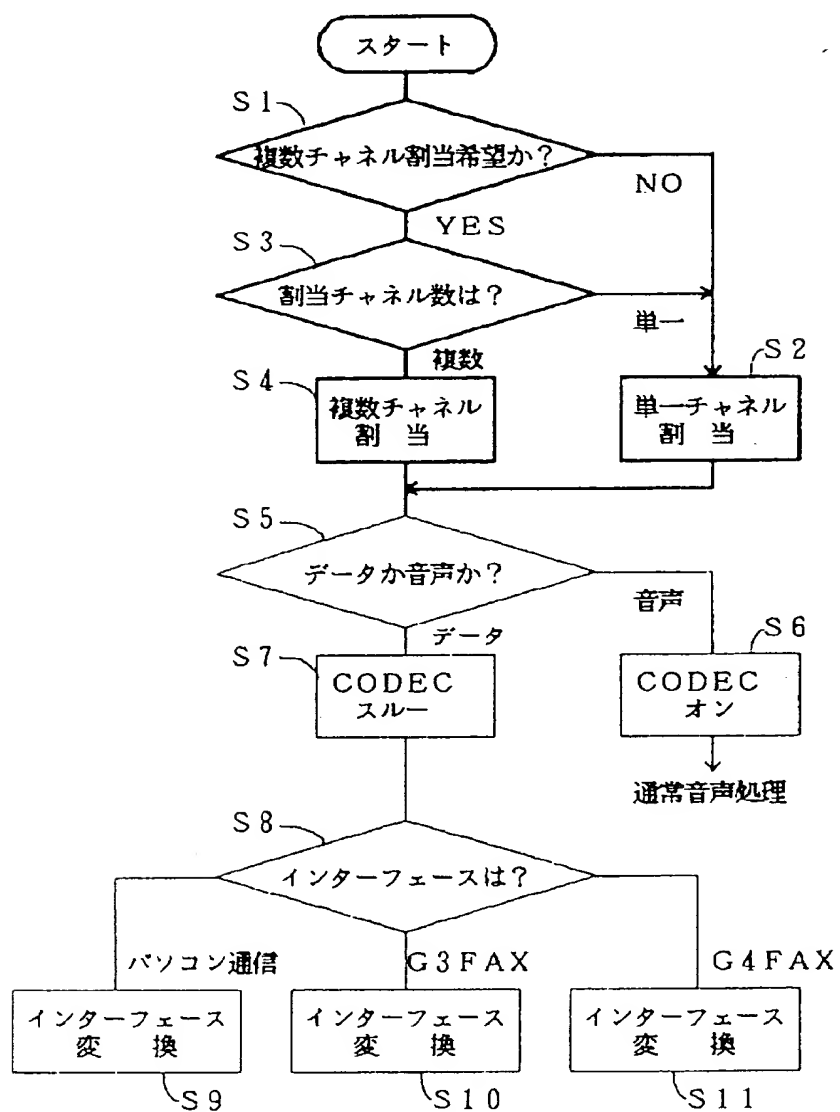 スタート
S1
複数チャネル割当希望か?
NO
YES
S3
割当チャネル数は?
単一
複数
S4
S2
複数チャネル
割 当
単一チャネル
割 当
S5
データか音声か?
音声
データ
S7
S6
CODEC
スルー
CODEC
オン
通常音声処理
S8
インターフェースは?
パソコン通信
G3FAX
G4FAX
インターフェース
変 換
インターフェース
変 換
インターフェース
変 換
S9
S10
S11